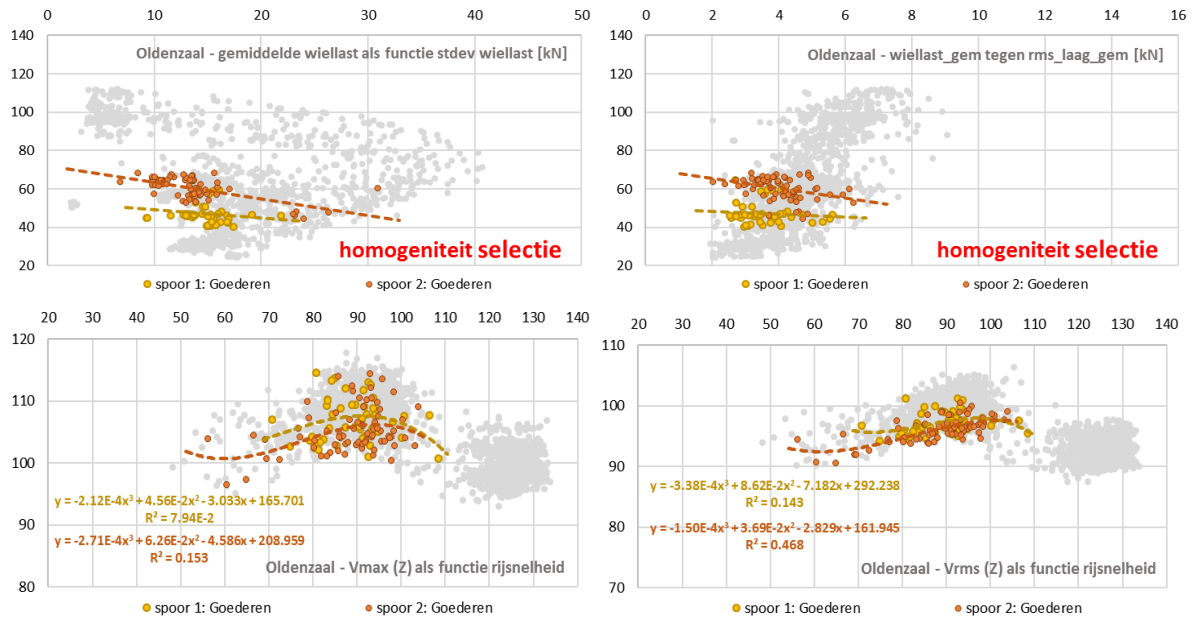 0 10 20 30 40 50
Oldenzaal - gemiddelde wiellast als functie stdev wiellast [kN]
140
120
100
80
60
40
20
homogeniteit selectie
spoor 1: Goederen spoor 2: Goederen
0 2 4 6 8 10 12 14 16
Oldenzaal - wiellast_gem tegen rms_laag_gem [kN]
140
120
100
80
60
40
20
homogeniteit selectie
spoor 1: Goederen spoor 2: Goederen
20 30 40 50 60 70 80 90 100 110 120 130 140
120
110
100
90
80
y = -2.12E-4x³ + 4.56E-2x² - 3.033x + 165.701
R² = 7.94E-2
y = -2.71E-4x³ + 6.26E-2x² - 4.586x + 208.959
R² = 0.153
Oldenzaal - Vmax (Z) als functie rijsnelheid
spoor 1: Goederen spoor 2: Goederen
20 30 40 50 60 70 80 90 100 110 120 130 140
110
100
90
80
70
y = -3.38E-4x³ + 8.62E-2x² - 7.182x + 292.238
R² = 0.143
y = -1.50E-4x³ + 3.69E-2x² - 2.829x + 161.945
R² = 0.468
Oldenzaal - Vrms (Z) als functie rijsnelheid
spoor 1: Goederen spoor 2: Goederen